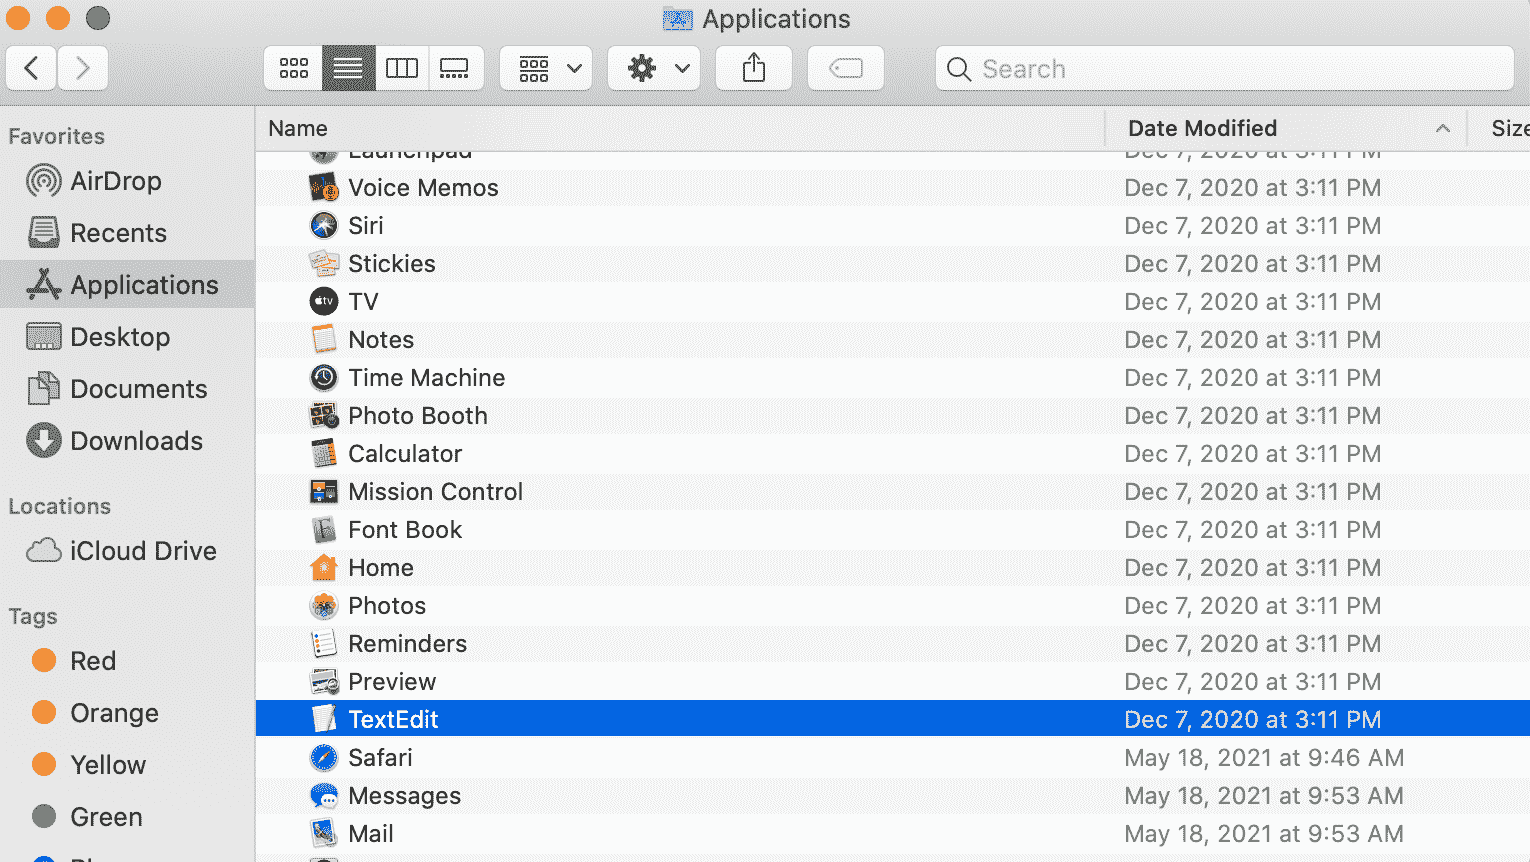 Applications
Search
Name Date Modified Size
Favorites
AirDrop
Recents
Applications
Desktop
Documents
Downloads
Locations
iCloud Drive
Tags
Red
Orange
Yellow
Green
Launchpad Dec 7, 2020 at 3:11 PM
Voice Memos Dec 7, 2020 at 3:11 PM
Siri Dec 7, 2020 at 3:11 PM
Stickies Dec 7, 2020 at 3:11 PM
TV Dec 7, 2020 at 3:11 PM
Notes Dec 7, 2020 at 3:11 PM
Time Machine Dec 7, 2020 at 3:11 PM
Photo Booth Dec 7, 2020 at 3:11 PM
Calculator Dec 7, 2020 at 3:11 PM
Mission Control Dec 7, 2020 at 3:11 PM
Font Book Dec 7, 2020 at 3:11 PM
Home Dec 7, 2020 at 3:11 PM
Photos Dec 7, 2020 at 3:11 PM
Reminders Dec 7, 2020 at 3:11 PM
Preview Dec 7, 2020 at 3:11 PM
TextEdit Dec 7, 2020 at 3:11 PM
Safari May 18, 2021 at 9:46 AM
Messages May 18, 2021 at 9:53 AM
Mail May 18, 2021 at 9:53 AM